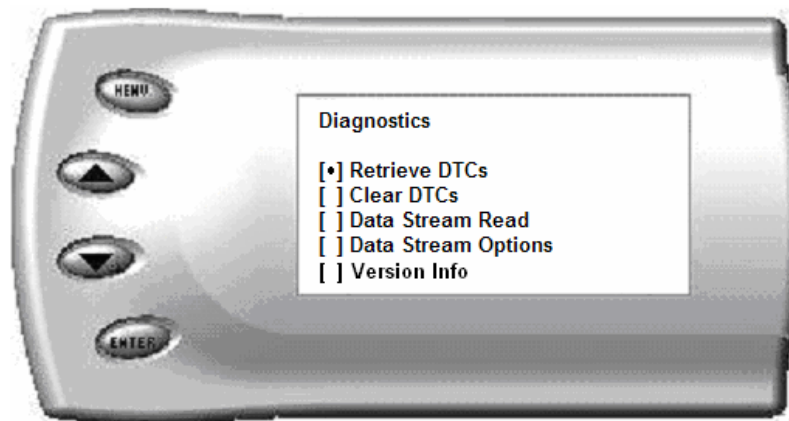 MENU
Diagnostics
[•] Retrieve DTCs
[ ] Clear DTCs
[ ] Data Stream Read
[ ] Data Stream Options
[ ] Version Info
ENTER